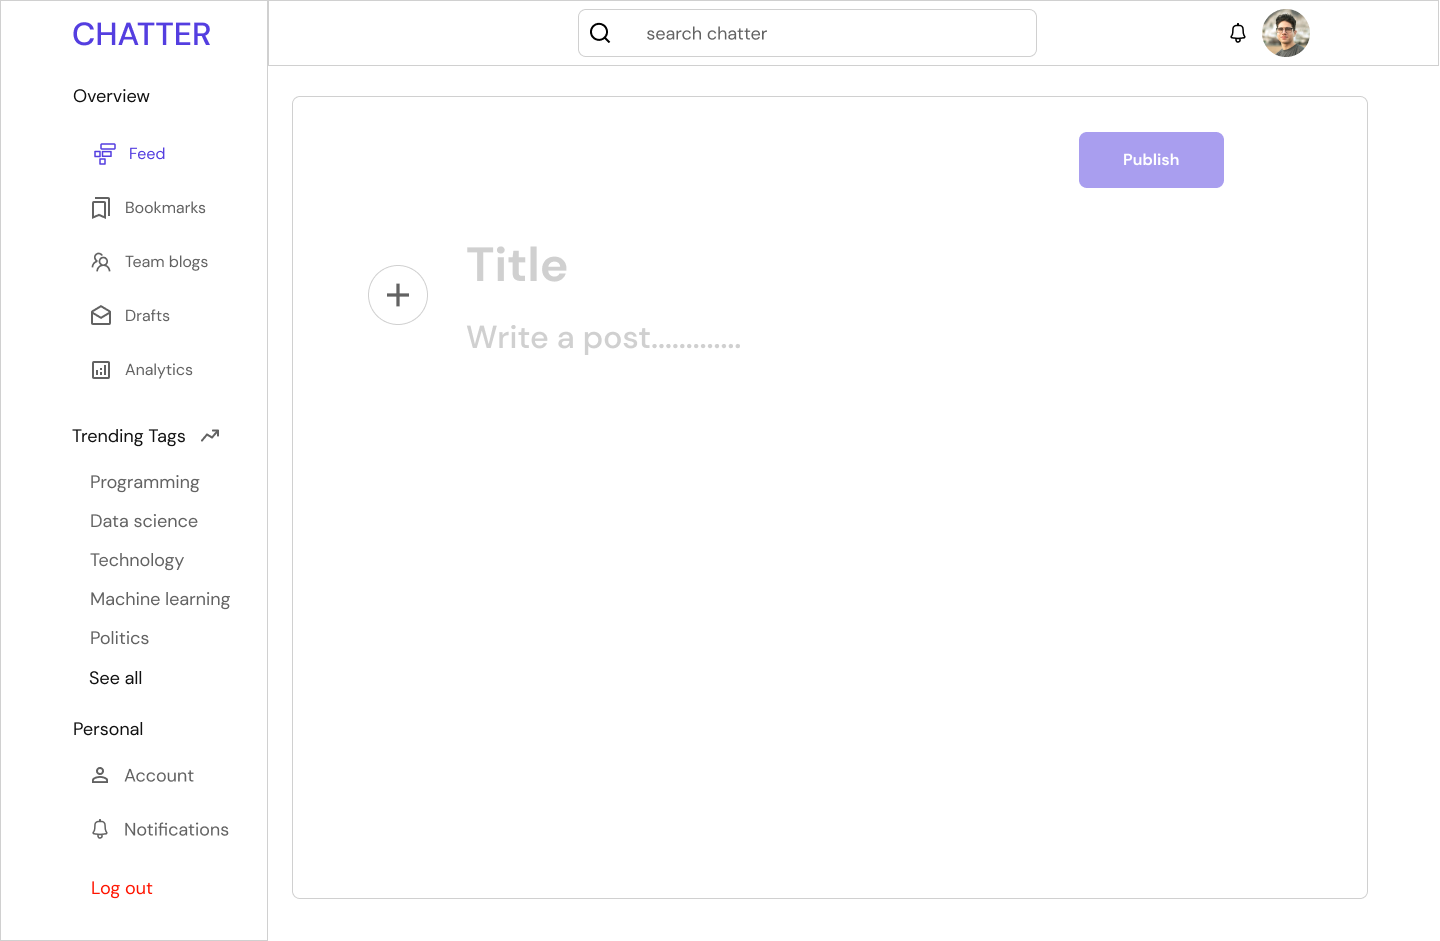 CHATTER
Overview
Feed
Bookmarks
Team blogs
Drafts
Analytics
Trending Tags
Programming
Data science
Technology
Machine learning
Politics
See all
Personal
Account
Notifications
Log out
search chatter
Publish
Title
Write a post.............